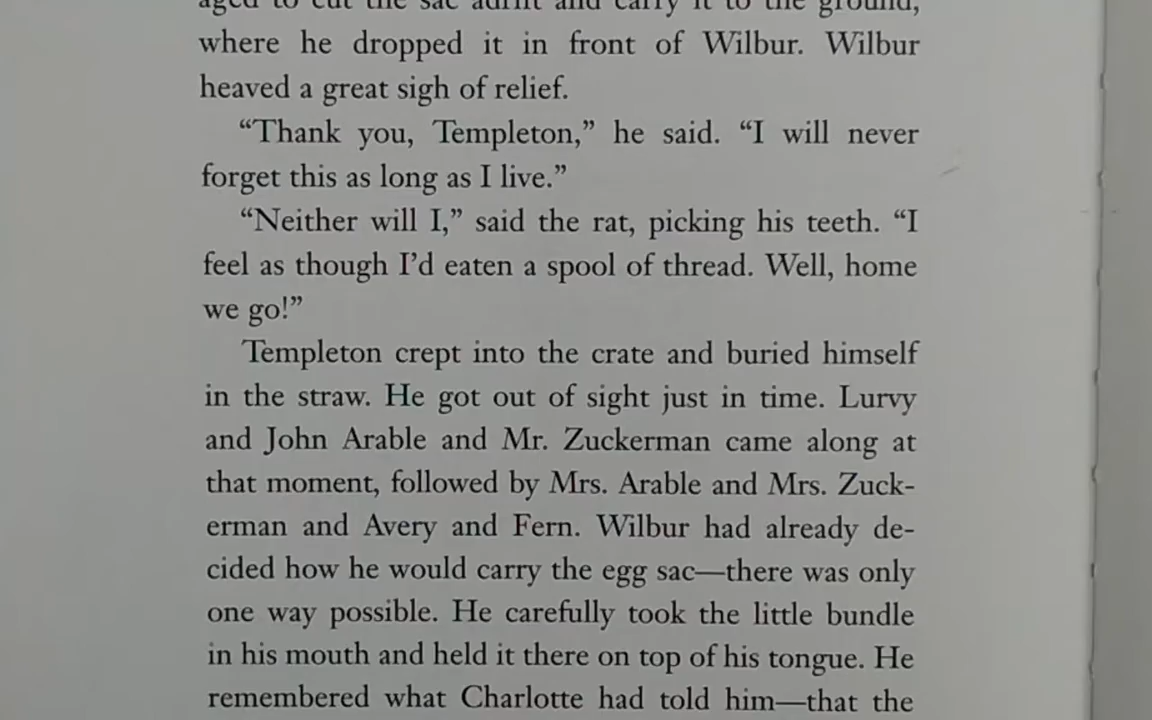 aged to cut the sac adrift and carry it to the ground,
where he dropped it in front of Wilbur. Wilbur
heaved a great sigh of relief.
“Thank you, Templeton,” he said. “I will never
forget this as long as I live.”
“Neither will I,” said the rat, picking his teeth. “I
feel as though I’d eaten a spool of thread. Well, home
we go!”
Templeton crept into the crate and buried himself
in the straw. He got out of sight just in time. Lurvy
and John Arable and Mr. Zuckerman came along at
that moment, followed by Mrs. Arable and Mrs. Zuck-
erman and Avery and Fern. Wilbur had already de-
cided how he would carry the egg sac—there was only
one way possible. He carefully took the little bundle
in his mouth and held it there on top of his tongue. He
remembered what Charlotte had told him—that the